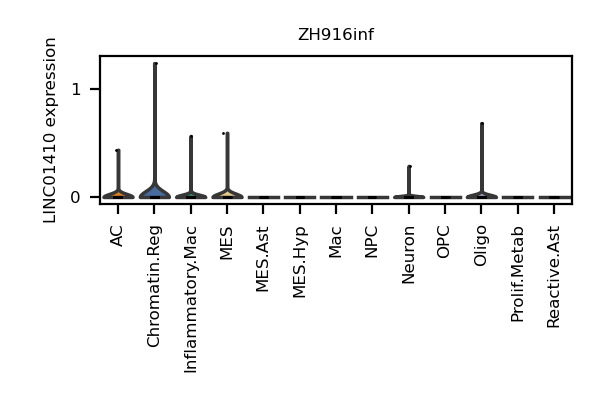 ZH916inf
LINC01410 expression
1
0
AC
Chromatin.Reg
Inflammatory.Mac
MES
MES.Ast
MES.Hyp
Mac
NPC
Neuron
OPC
Oligo
Prolif.Metab
Reactive.Ast